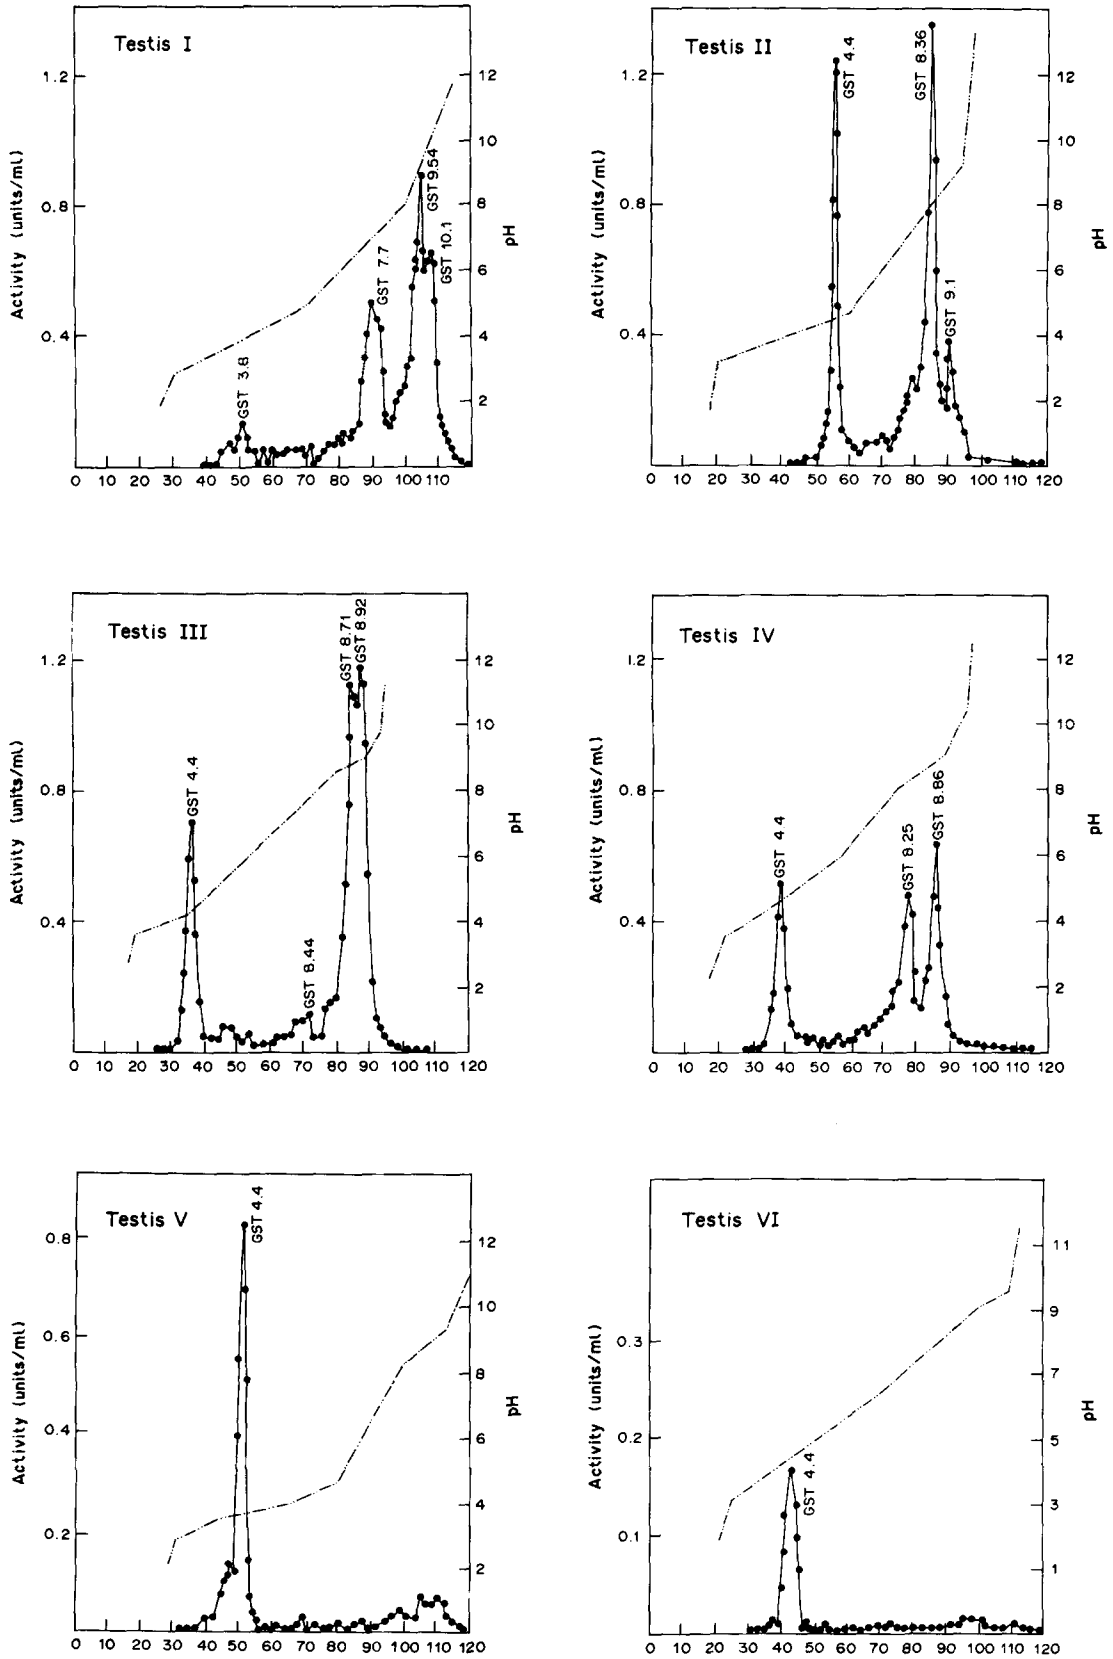 Testis I
Activity (units/ml)
1.2
0.8
0.4
12
10
8
6
4
2
pH
GST 3.8
GST 7.7
GST 9.54
GST 10.1
0 10 20 30 40 50 60 70 80 90 100 110 120
Testis II
Activity (units/ml)
1.2
0.8
0.4
12
10
8
6
4
2
pH
GST 4.4
GST 8.36
GST 9.1
0 10 20 30 40 50 60 70 80 90 100 110 120
Testis III
Activity (units/ml)
1.2
0.8
0.4
12
10
8
6
4
2
0
pH
GST 4.4
GST 8.44
GST 8.71
GST 8.92
0 10 20 30 40 50 60 70 80 90 100 110 120
Testis IV
Activity (units/ml)
1.2
0.8
0.4
12
10
8
6
4
2
pH
GST 4.4
GST 8.25
GST 8.86
0 10 20 30 40 50 60 70 80 90 100 110 120
Testis V
Activity (units/ml)
0.8
0.6
0.4
0.2
12
10
8
6
4
2
pH
GST 4.4
0 10 20 30 40 50 60 70 80 90 100 110 120
Testis VI
Activity (units/ml)
0.3
0.2
0.1
11
9
7
5
3
1
pH
GST 4.4
0 10 20 30 40 50 60 70 80 90 100 110 120